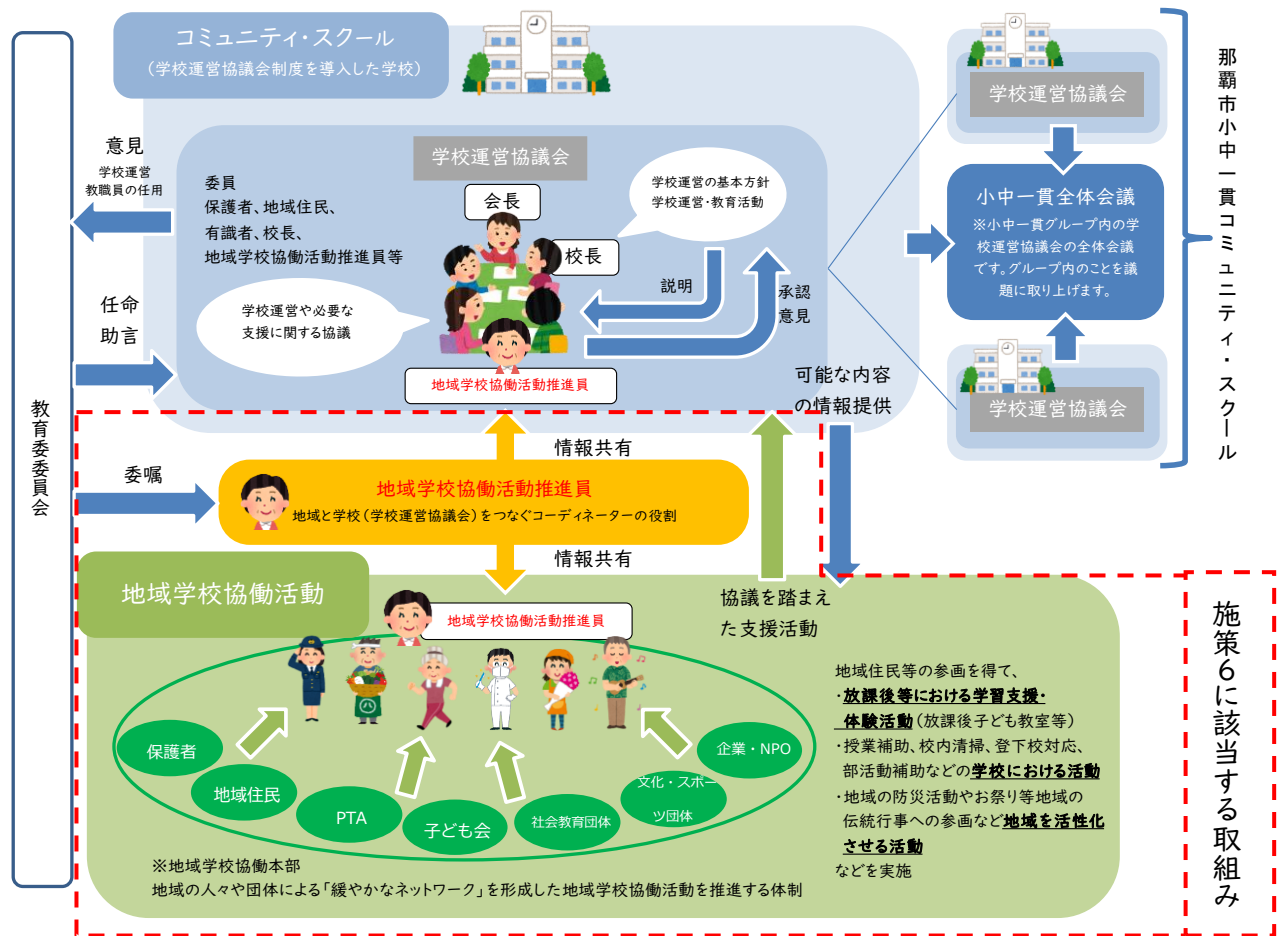 コミュニティ・スクール
（学校運営協議会制度を導入した学校）
学校運営協議会
那覇市小中一貫コミュニティ・スクール
意見
学校運営
教職員の任用
学校運営協議会
委員
保護者、地域住民、
有識者、校長、
地域学校協働活動推進員等
会長
校長
学校運営の基本方針
学校運営・教育活動
小中一貫全体会議
※小中一貫グループ内の学
校運営協議会の全体会議
です。グループ内のことを議
題に取り上げます。
説明
承認
意見
学校運営や必要な
支援に関する協議
任命
助言
地域学校協働活動推進員
可能な内容
の情報提供
学校運営協議会
教育委委員会
情報共有
委嘱
地域学校協働活動推進員
地域と学校（学校運営協議会）をつなぐコーディネーターの役割
情報共有
地域学校協働活動
地域学校協働活動推進員
協議を踏まえ
た支援活動
施策６に該当する取組み
保護者
地域住民
PTA
子ども会
社会教育団体
文化・スポー
ツ団体
企業・NPO
地域住民等の参画を得て、
・放課後等における学習支援・
体験活動（放課後子ども教室等）
・授業補助、校内清掃、登下校対応、
部活動補助などの学校における活動
・地域の防災活動やお祭り等地域の
伝統行事への参画など地域を活性化
させる活動
などを実施
※地域学校協働本部
地域の人々や団体による「緩やかなネットワーク」を形成した地域学校協働活動を推進する体制